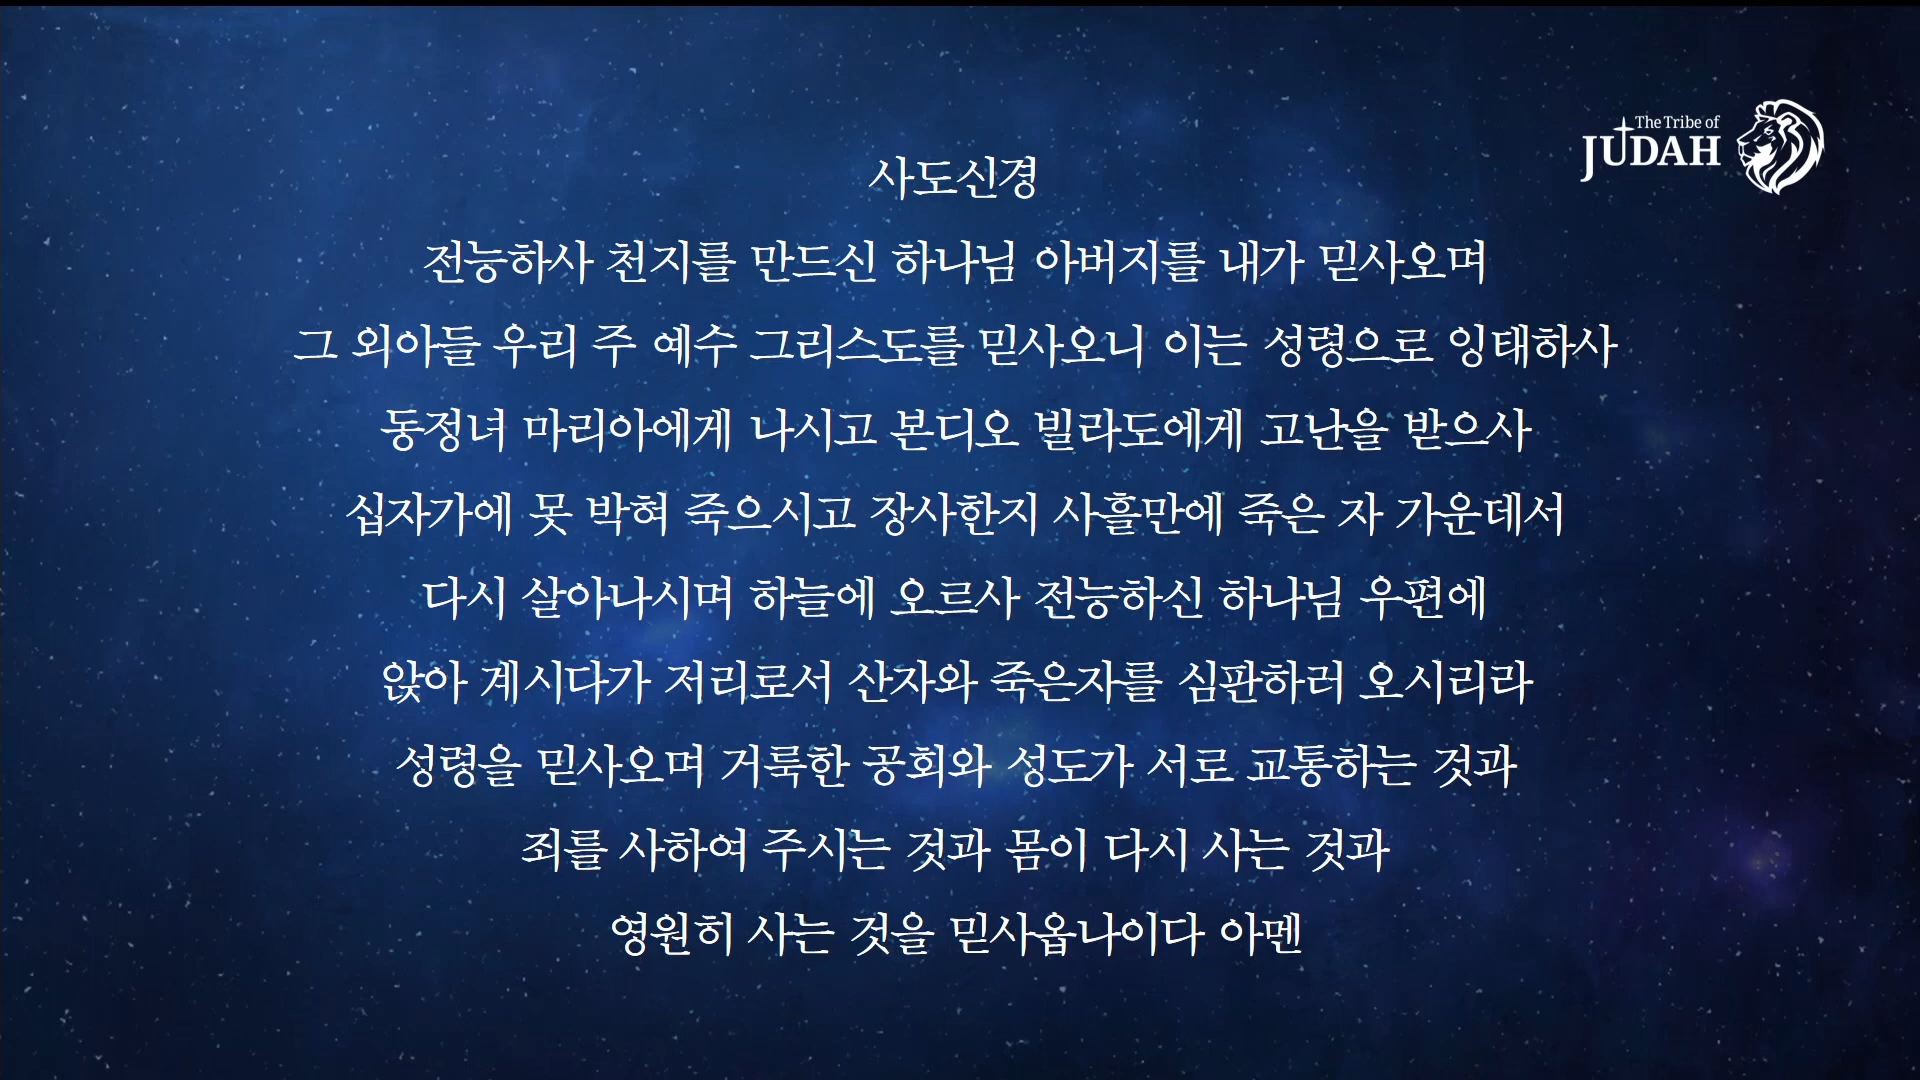 The Tribe of
JUDAH
사도신경
전능하사 천지를 만드신 하나님 아버지를 내가 믿사오며
그 외아들 우리 주 예수 그리스도를 믿사오니 이는 성령으로 잉태하사
동정녀 마리아에게 나시고 본디오 빌라도에게 고난을 받으사
십자가에 못 박혀 죽으시고 장사한지 사흘만에 죽은 자 가운데서
다시 살아나시며 하늘에 오르사 전능하신 하나님 우편에
앉아 계시다가 저리로서 산자와 죽은자를 심판하러 오시리라
성령을 믿사오며 거룩한 공회와 성도가 서로 교통하는 것과
죄를 사하여 주시는 것과 몸이 다시 사는 것과
영원히 사는 것을 믿사옵나이다 아멘